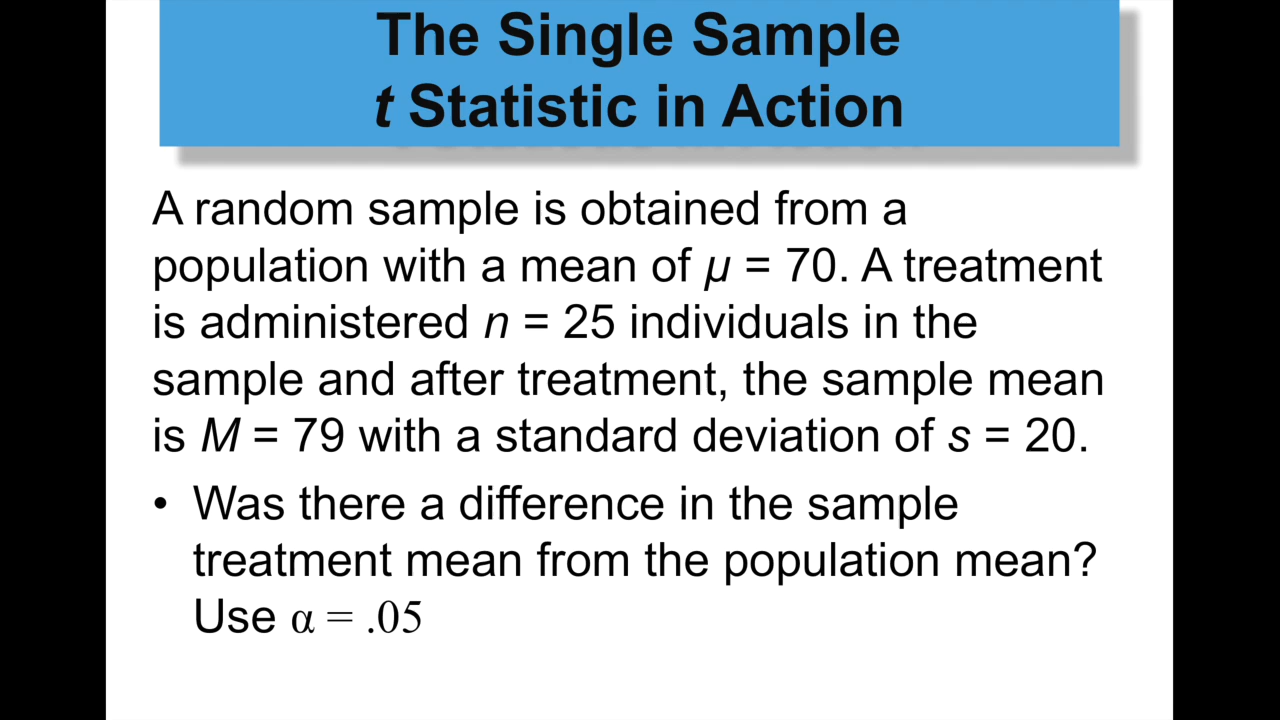 The Single Sample
t Statistic in Action
A random sample is obtained from a
population with a mean of μ = 70. A treatment
is administered n = 25 individuals in the
sample and after treatment, the sample mean
is M = 79 with a standard deviation of s = 20.
• Was there a difference in the sample
treatment mean from the population mean?
Use α = .05